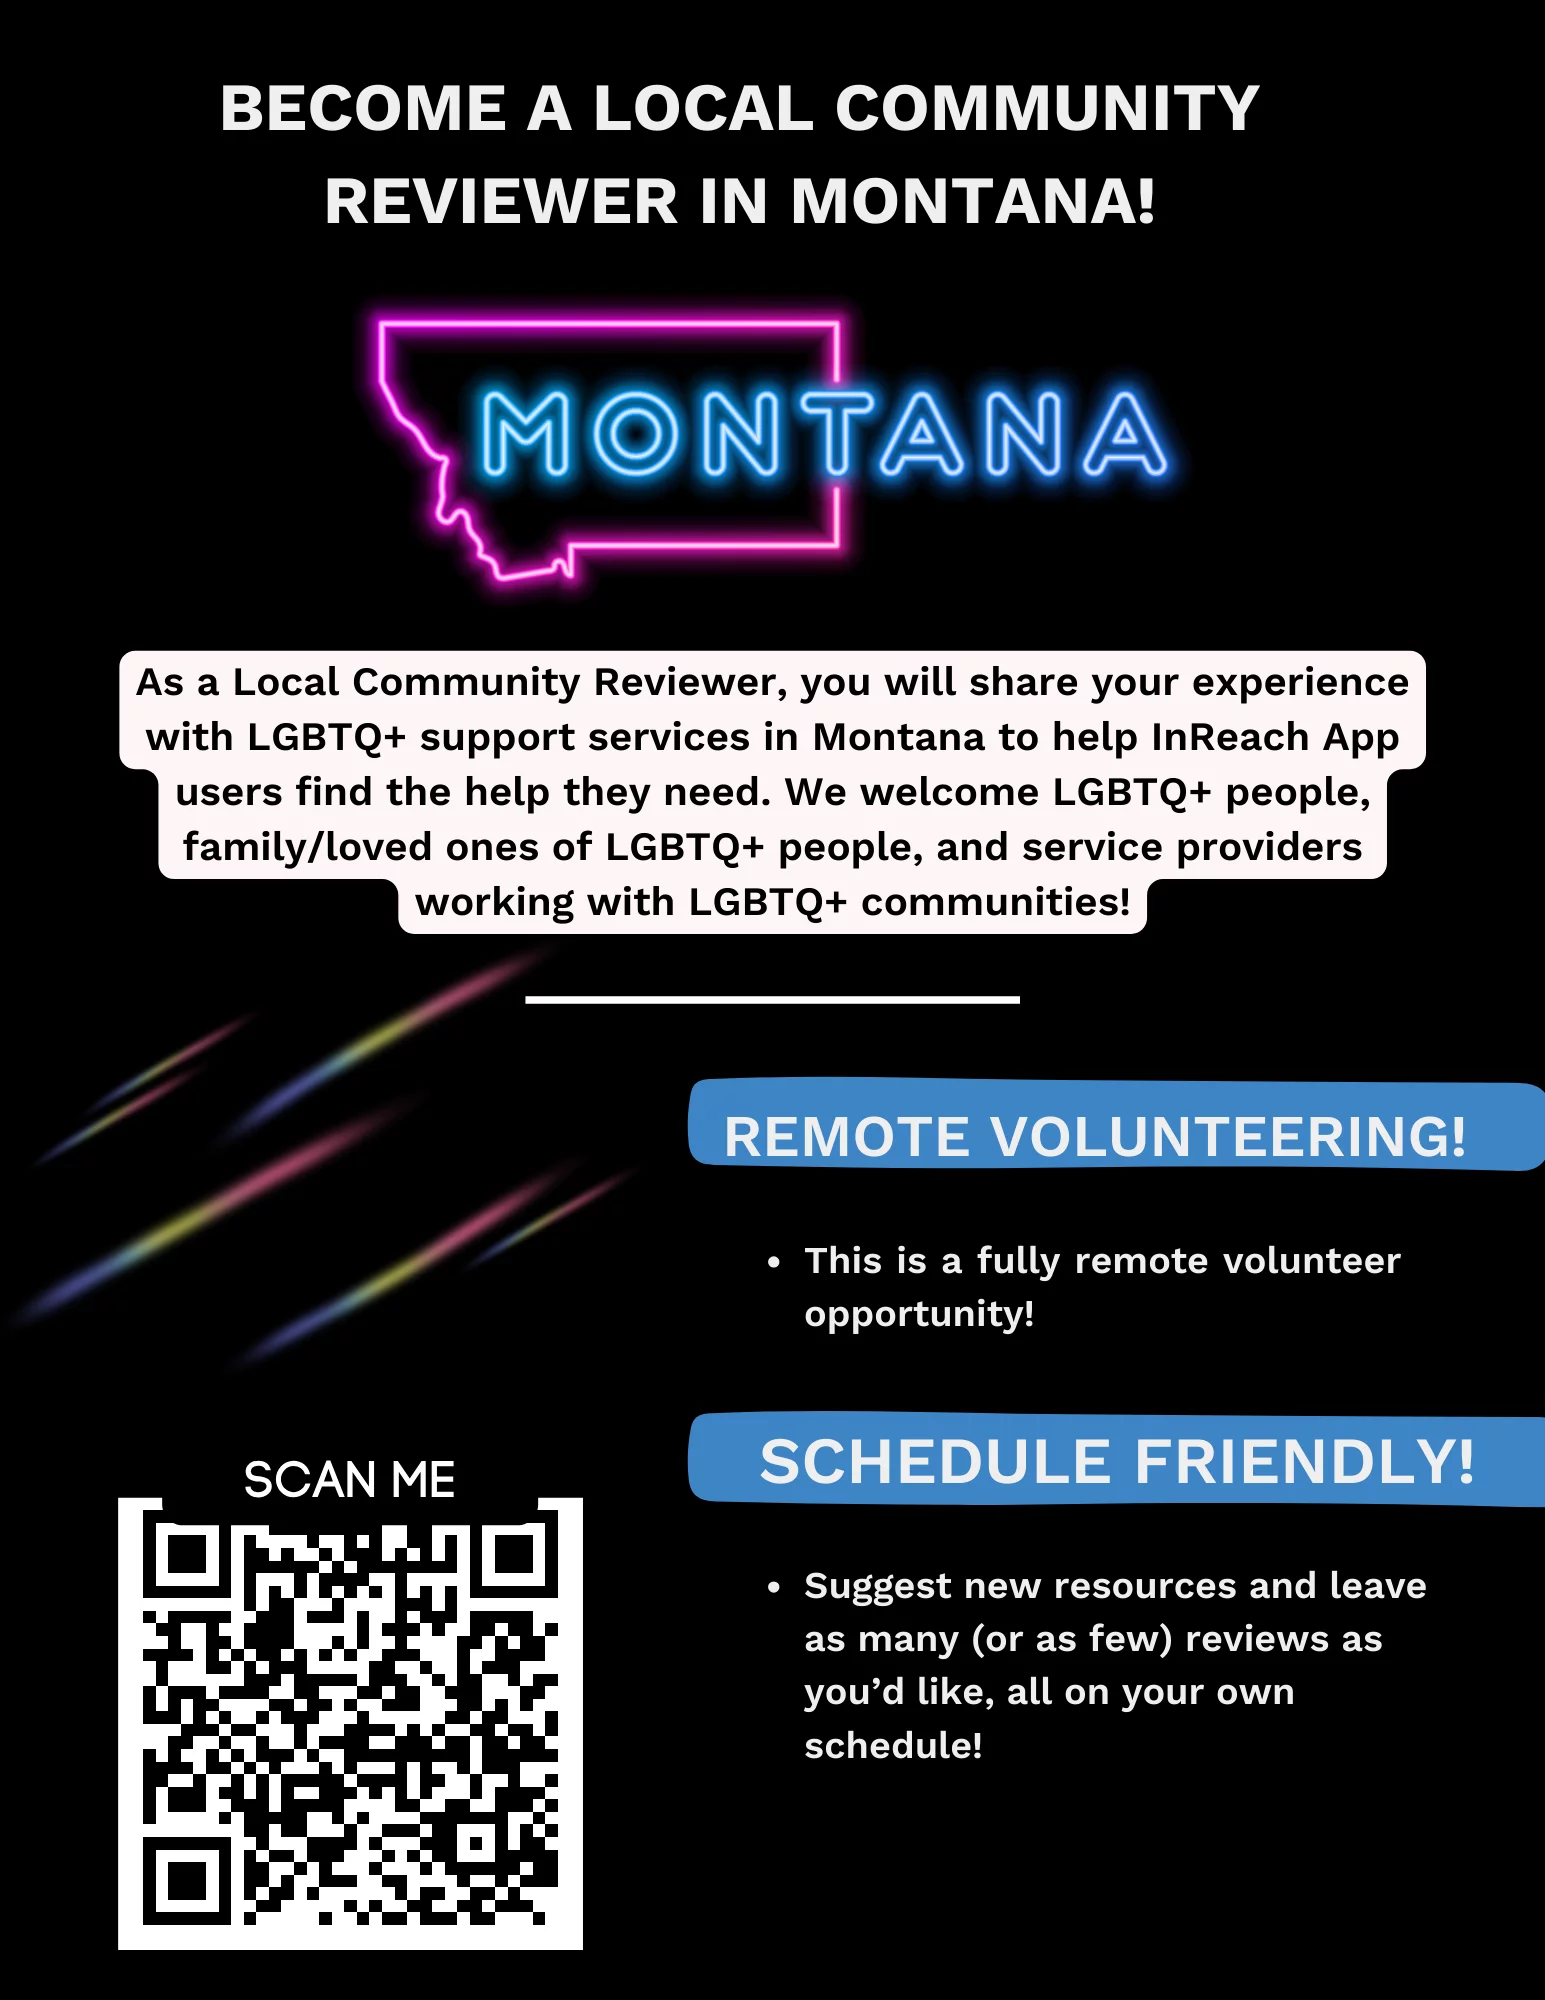 BECOME A LOCAL COMMUNITY
REVIEWER IN MONTANA!
MONTANA
As a Local Community Reviewer, you will share your experience
with LGBTQ+ support services in Montana to help InReach App
users find the help they need. We welcome LGBTQ+ people,
family/loved ones of LGBTQ+ people, and service providers
working with LGBTQ+ communities!
REMOTE VOLUNTEERING!
• This is a fully remote volunteer
opportunity!
SCHEDULE FRIENDLY!
• Suggest new resources and leave
as many (or as few) reviews as
you’d like, all on your own
schedule!
SCAN ME